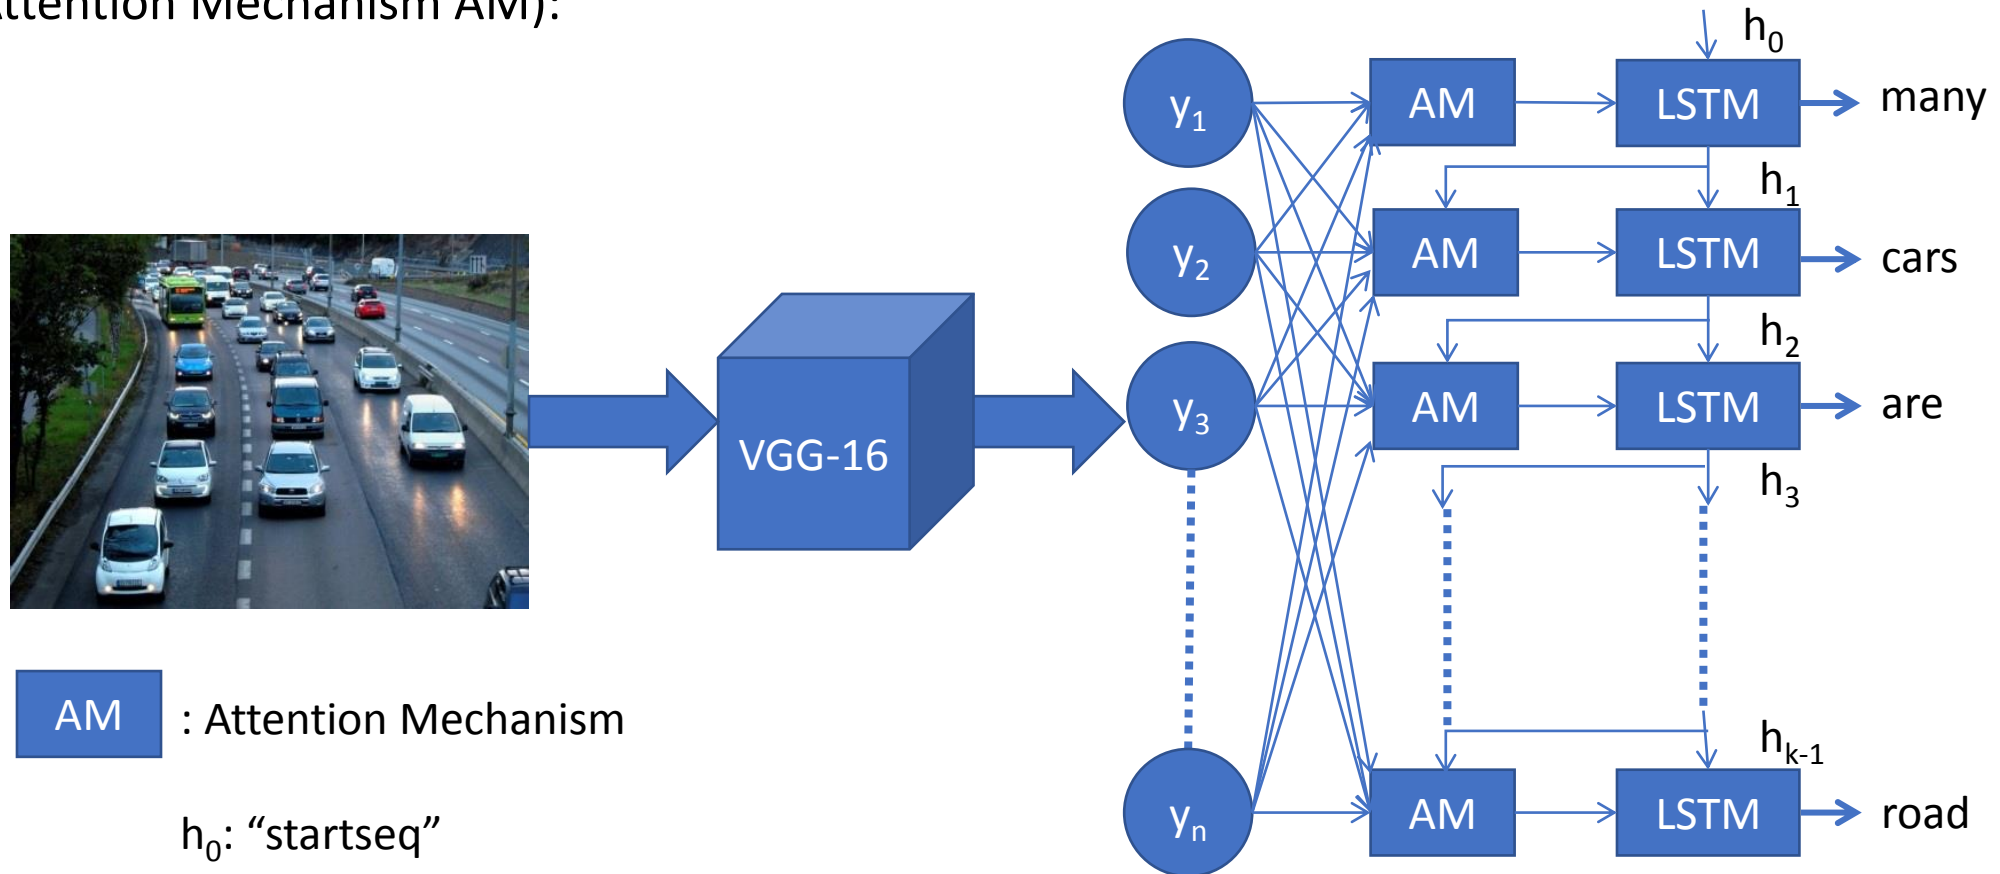 Attention Mechanism AM):
h0
y1 AM LSTM many
h1
y2 AM LSTM cars
h2
y3 AM LSTM are
VGG-16
h3
AM : Attention Mechanism
hk-1
yn AM LSTM road
h0: “startseq”